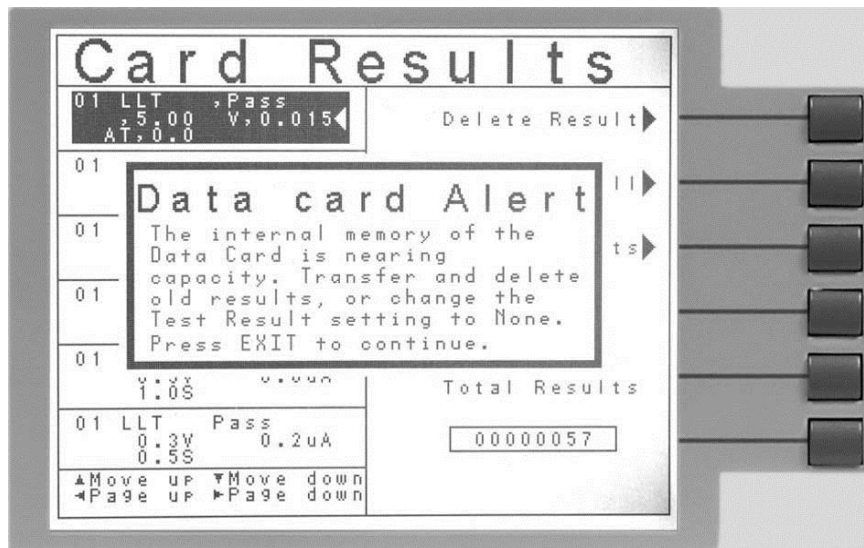 Card Results
01 LLT ,Pass
,5.00 V,0.015
AT,0.0
Delete Result
01
ll
01
ts
01
01
Data card Alert
The internal memory of the
Data Card is nearing
capacity. Transfer and delete
old results, or change the
Test Result setting to None.
Press EXIT to continue.
1.0S
Total Results
01 LLT Pass
0.3V 0.2uA
0.5S
00000057
▲Move up ▼Move down
◄Page up ►Page down